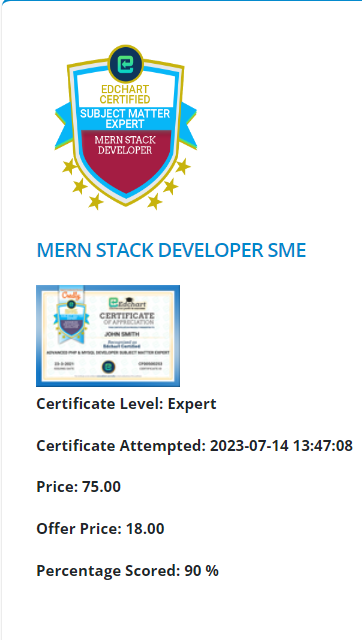 EDCHART
CERTIFIED
SUBJECT MATTER
EXPERT
MERN STACK
DEVELOPER
MERN STACK DEVELOPER SME
Credly
Edchart
CERTIFICATE
OF APPRECIATION
JOHN SMITH
Recognized as
Edchart Certified
ADVANCED PHP & MYSQL DEVELOPER SUBJECT MATTER EXPERT
Certificate Level: Expert
Certificate Attempted: 2023-07-14 13:47:08
Price: 75.00
Offer Price: 18.00
Percentage Scored: 90 %